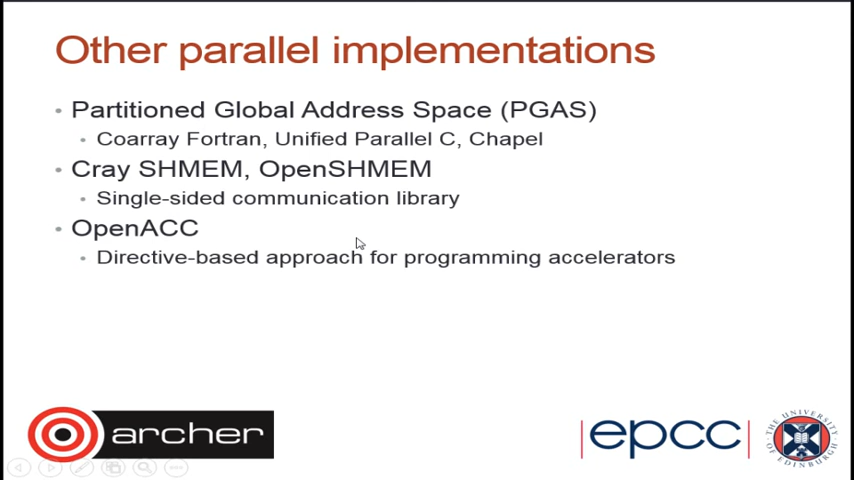 Other parallel implementations
• Partitioned Global Address Space (PGAS)
• Coarray Fortran, Unified Parallel C, Chapel
• Cray SHMEM, OpenSHMEM
• Single-sided communication library
• OpenACC
• Directive-based approach for programming accelerators
archer
epcc
THE UNIVERSITY OF EDINBURGH